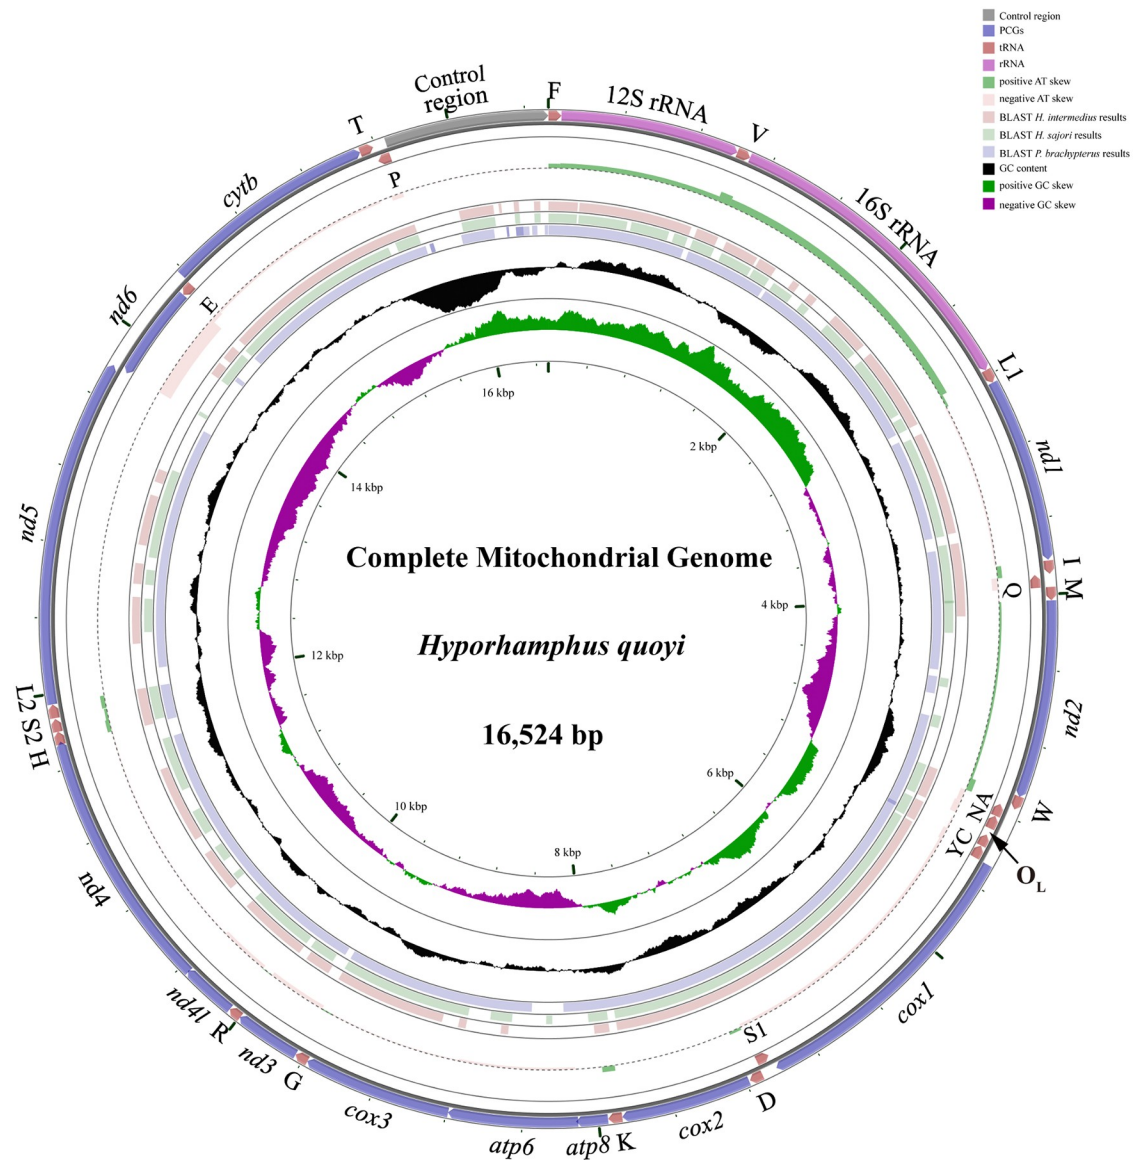 Control region
PCGs
tRNA
rRNA
positive AT skew
negative AT skew
BLAST H. intermedius results
BLAST H. sajori results
BLAST P. brachypterus results
GC content
positive GC skew
negative GC skew
Control
region
F
12S rRNA
V
16S rRNA
L1
nd1
I
M
Q
nd2
W
NA
YC
OL
cox1
S1
D
cox2
K
atp8
atp6
cox3
G
nd3
R
nd4l
nd4
H
S2
L2
nd5
nd6
E
cytb
T
P
16 kbp
2 kbp
4 kbp
6 kbp
8 kbp
10 kbp
12 kbp
14 kbp
Complete Mitochondrial Genome
Hyporhamphus quoyi
16,524 bp